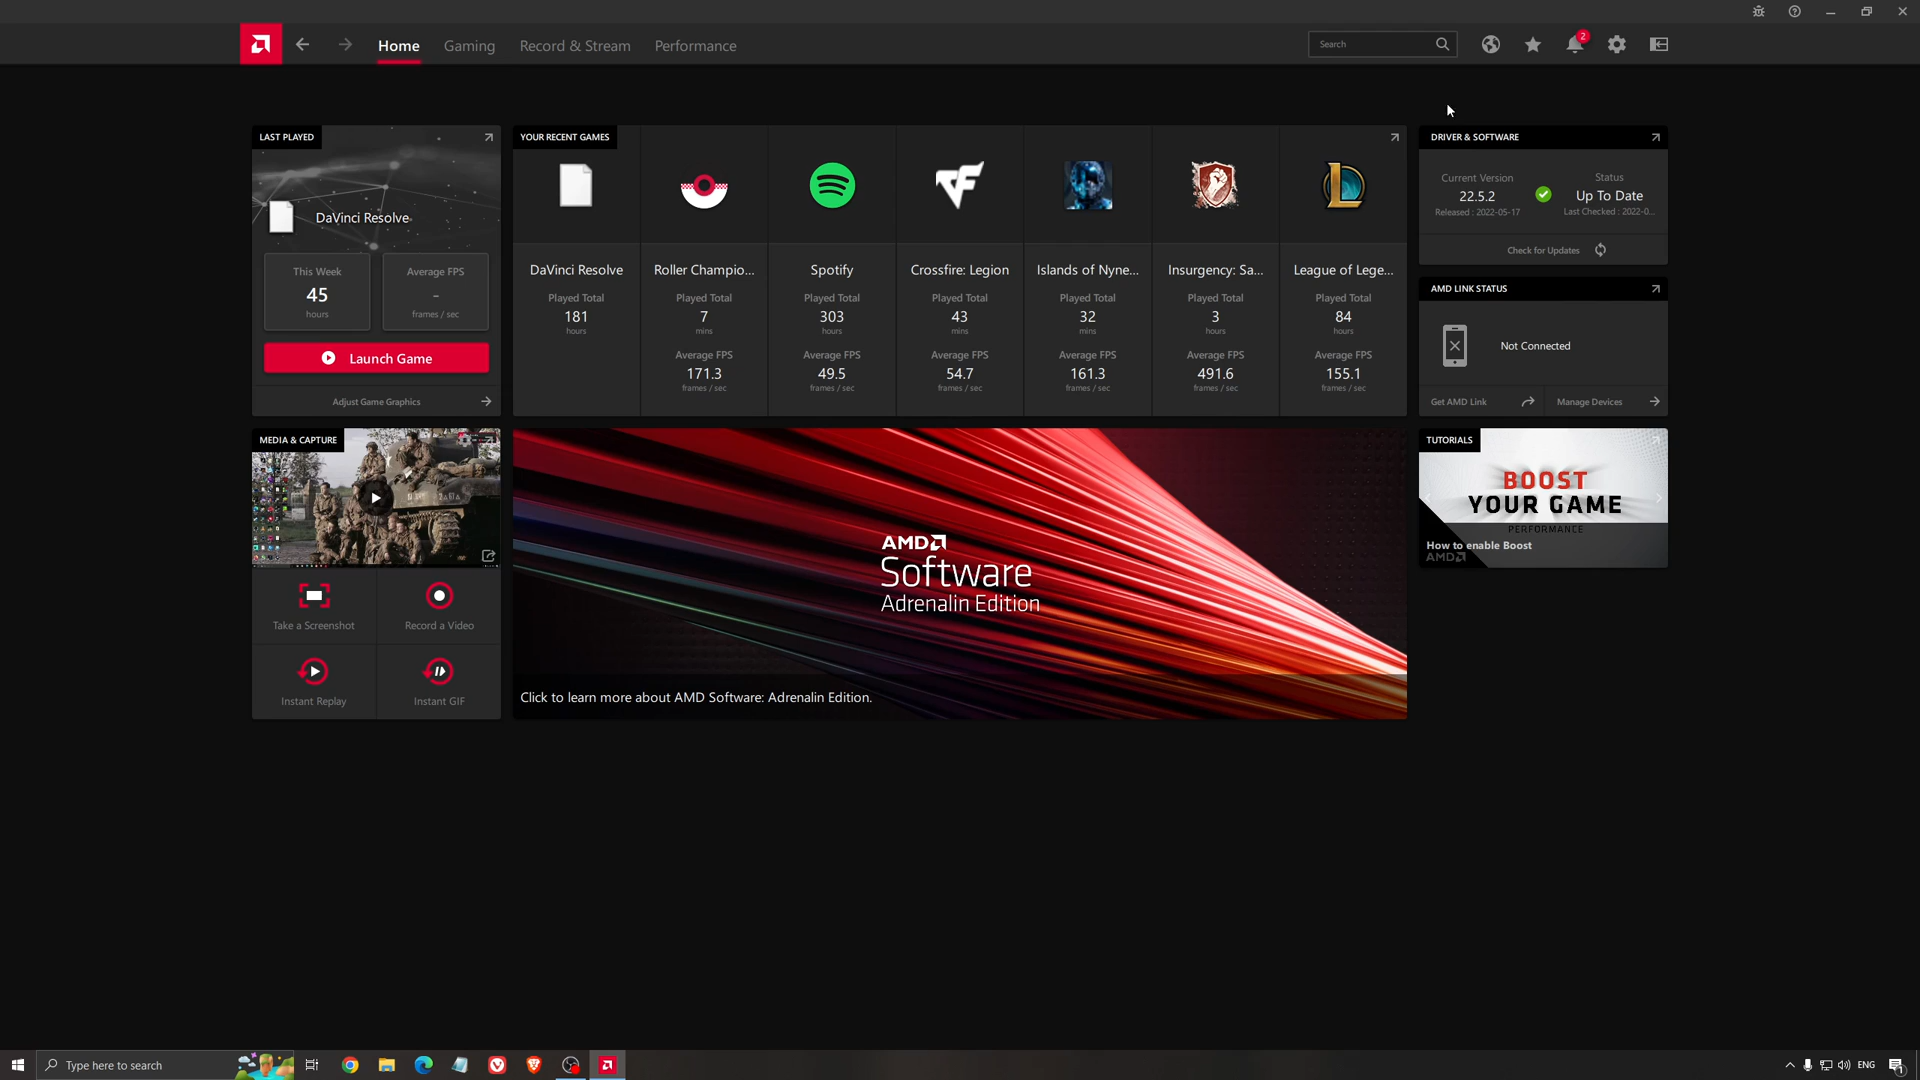 Home
Gaming
Record & Stream
Performance
Search
2
LAST PLAYED
DaVinci Resolve
This Week
45
hours
Average FPS
-
frames / sec
Launch Game
Adjust Game Graphics
YOUR RECENT GAMES
DaVinci Resolve
Played Total
181
hours
Roller Champio...
Played Total
7
mins
Average FPS
171.3
frames / sec
Spotify
Played Total
303
hours
Average FPS
49.5
frames / sec
Crossfire: Legion
Played Total
43
mins
Average FPS
54.7
frames / sec
Islands of Nyne...
Played Total
32
mins
Average FPS
161.3
frames / sec
Insurgency: Sa...
Played Total
3
hours
Average FPS
491.6
frames / sec
League of Lege...
Played Total
84
hours
Average FPS
155.1
frames / sec
DRIVER & SOFTWARE
Current Version
22.5.2
Released : 2022-05-17
Status
Up To Date
Last Checked : 2022-0...
Check for Updates
AMD LINK STATUS
Not Connected
Get AMD Link
Manage Devices
MEDIA & CAPTURE
Take a Screenshot
Record a Video
Instant Replay
Instant GIF
AMD
Software
Adrenalin Edition
Click to learn more about AMD Software: Adrenalin Edition.
TUTORIALS
BOOST
YOUR GAME
PERFORMANCE
How to enable Boost
AMD
Type here to search
ENG
1